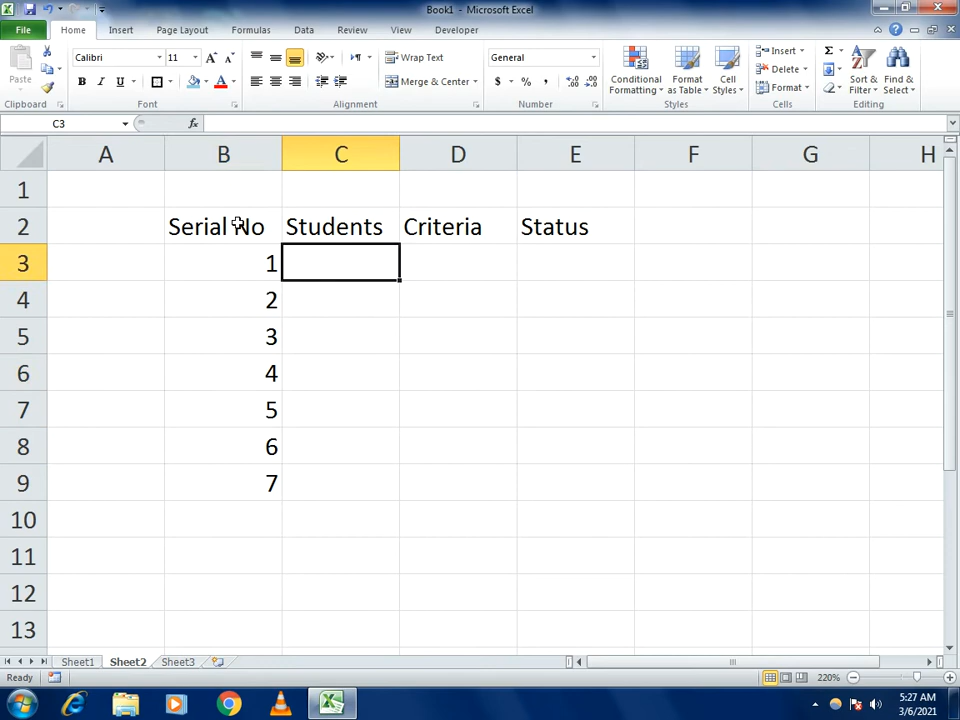 Book1 - Microsoft Excel
File Home Insert Page Layout Formulas Data Review View Developer
Paste Calibri 11 A A Wrap Text General Conditional Formatting Format as Table Cell Styles Insert Delete Format Σ Sort & Filter Find & Select
B I U A Merge & Center $ % ,
Clipboard Font Alignment Number Styles Cells Editing
C3 fx
A B C D E F G H
1
2 Serial No Students Criteria Status
3 1
4 2
5 3
6 4
7 5
8 6
9 7
10
11
12
13
Sheet1 Sheet2 Sheet3
Ready 220%
5:27 AM
3/6/2021